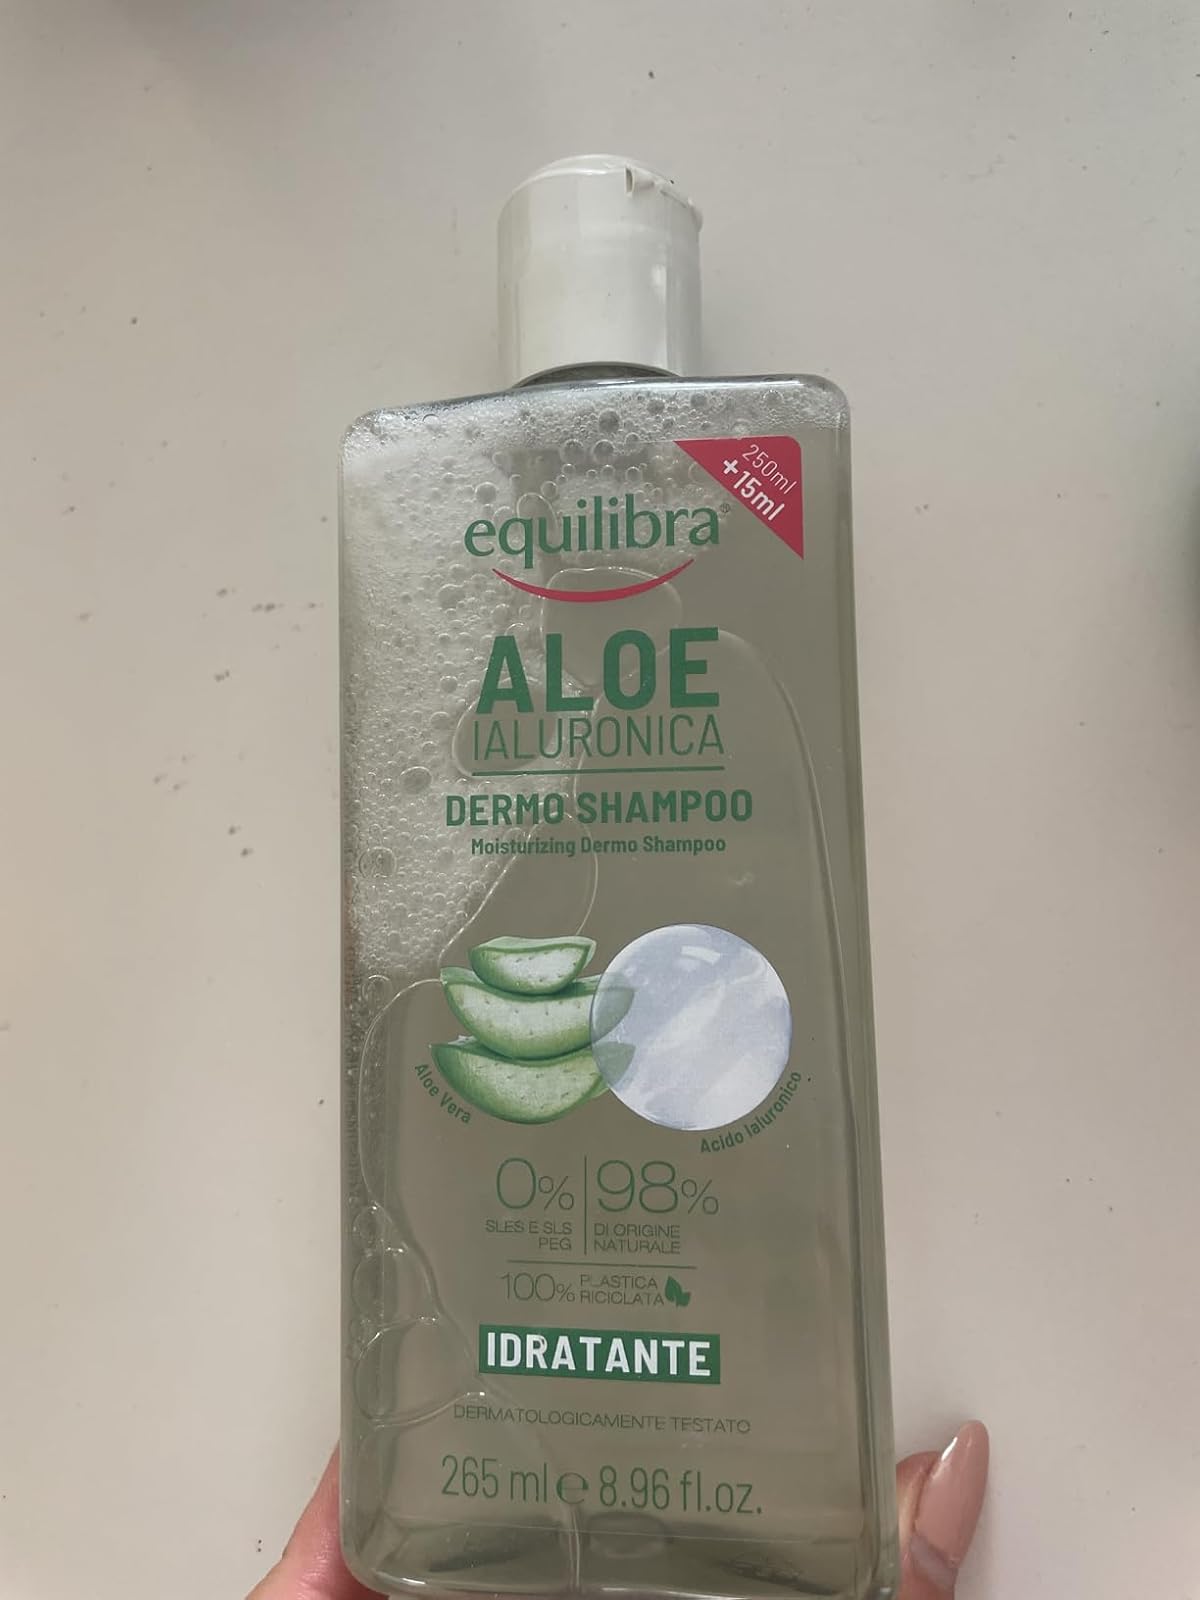 250ml
+15ml
equilibra®
ALOE
IALURONICA
DERMO SHAMPOO
Moisturizing Dermo Shampoo
Aloe Vera
Acido Ialuronico
0%
SLES E SLS
PEG
98%
DI ORIGINE
NATURALE
100% PLASTICA
RICICLATA
IDRATANTE
DERMATOLOGICAMENTE TESTATO
265 ml e 8.96 fl.oz.